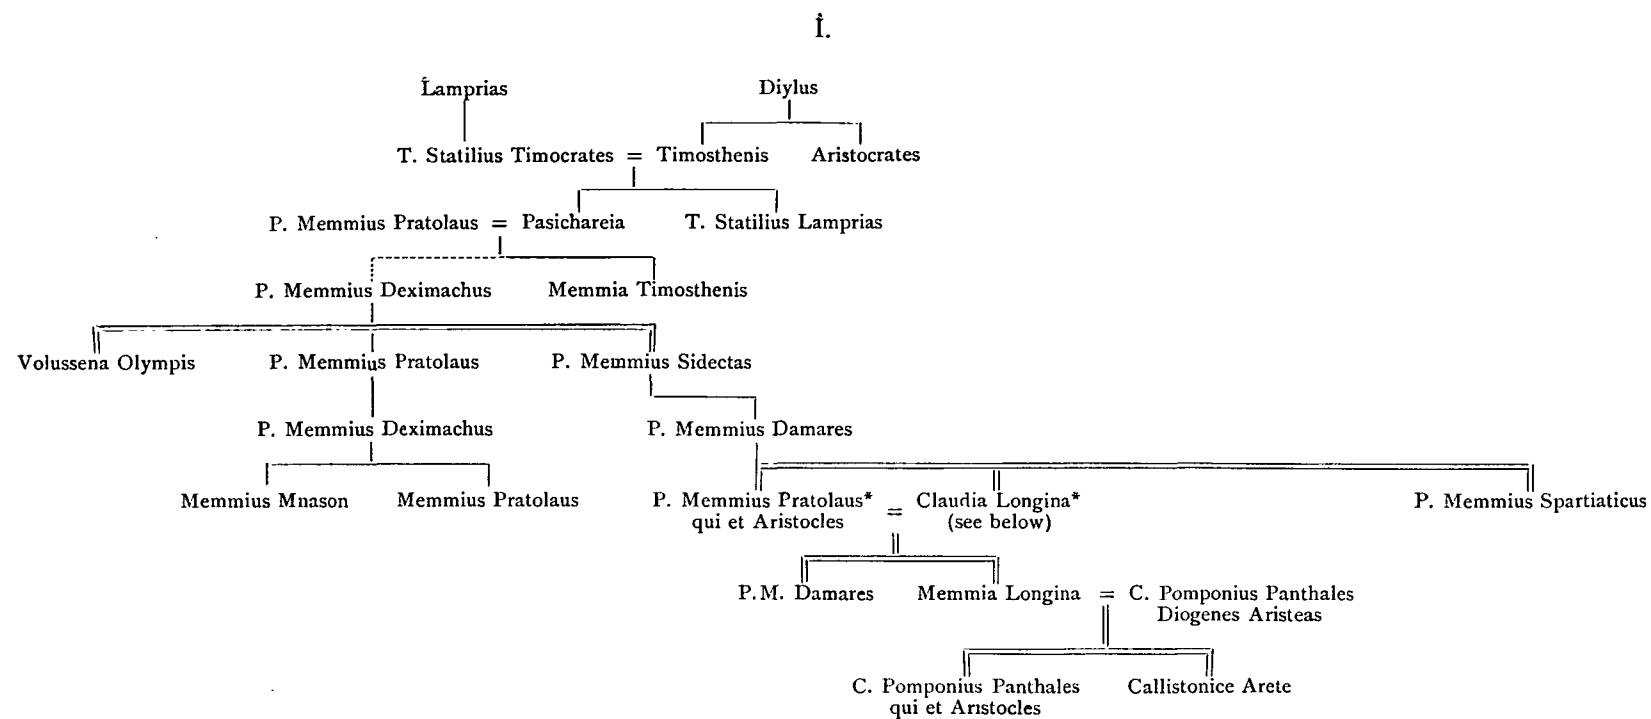 I.
Lamprias Diylus
T. Statilius Timocrates = Timosthenis Aristocrates
P. Memmius Pratolaus = Pasichareia T. Statilius Lamprias
P. Memmius Deximachus Memmia Timosthenis
Volussena Olympis P. Memmius Pratolaus P. Memmius Sidectas
P. Memmius Deximachus P. Memmius Damares
Memmius Mnason Memmius Pratolaus P. Memmius Pratolaus* = Claudia Longina* P. Memmius Spartiaticus
qui et Aristocles (see below)
P.M. Damares Memmia Longina = C. Pomponius Panthales
Diogenes Aristeas
C. Pomponius Panthales Callistonice Arete
qui et Aristocles